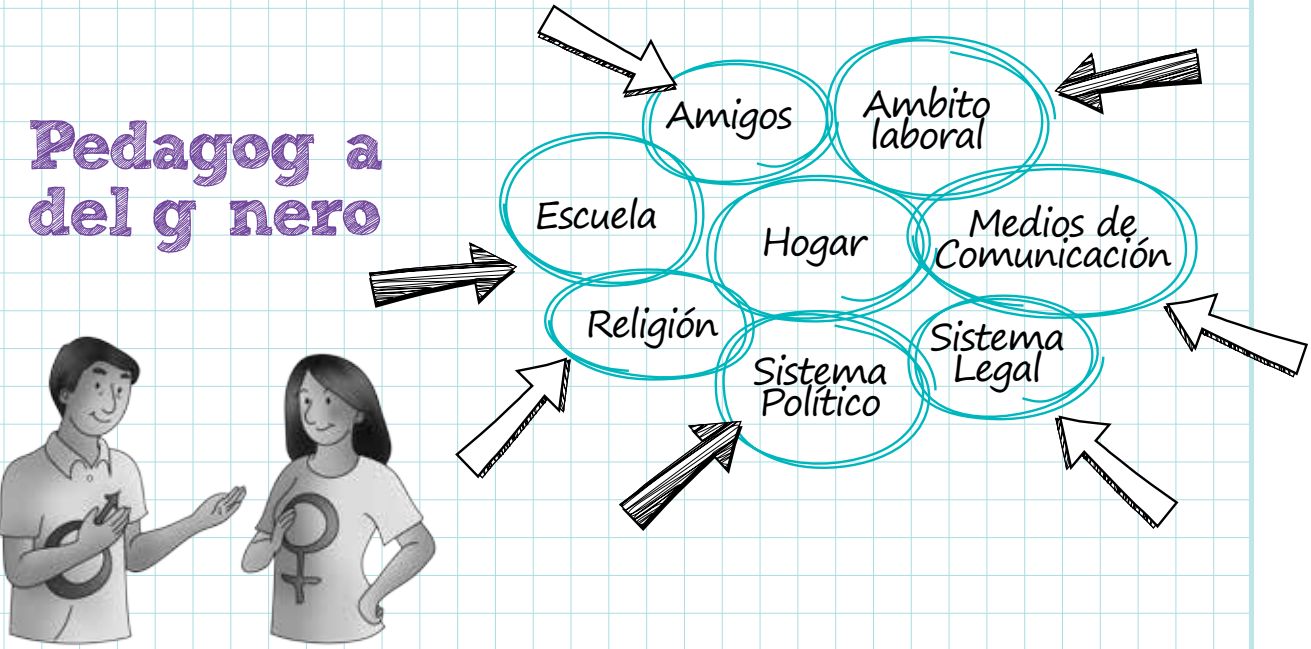 Pedagog a
del g nero
Amigos
Ambito
laboral
Escuela
Hogar
Medios de
Comunicación
Religión
Sistema
Legal
Sistema
Político